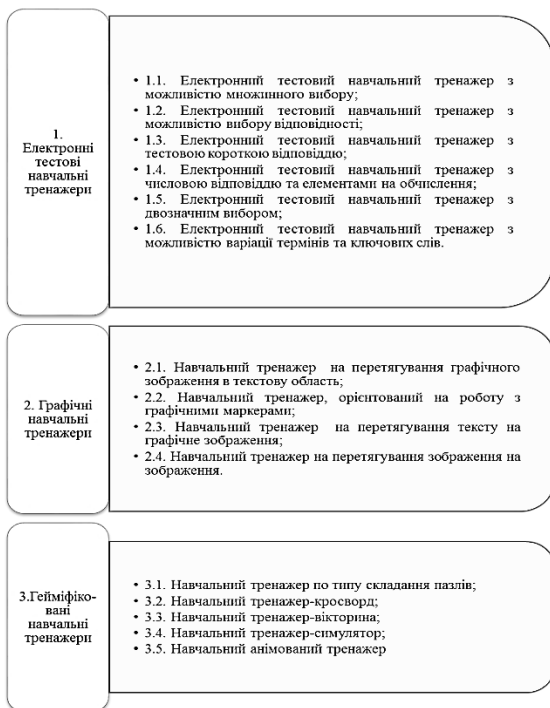 1.
Електронні
тестові
навчальні
тренажери
• 1.1. Електронний тестовий навчальний тренажер з
можливістю множинного вибору;
• 1.2. Електронний тестовий навчальний тренажер з
можливістю вибору відповідності;
• 1.3. Електронний тестовий навчальний тренажер з
тестовою короткою відповіддю;
• 1.4. Електронний тестовий навчальний тренажер з
числовою відповіддю та елементами на обчислення;
• 1.5. Електронний тестовий навчальний тренажер з
двозначним вибором;
• 1.6. Електронний тестовий навчальний тренажер з
можливістю варіації термінів та ключових слів.
2. Графічні
навчальні
тренажери
• 2.1. Навчальний тренажер на перетягування графічного
зображення в текстову область;
• 2.2. Навчальний тренажер, орієнтований на роботу з
графічними маркерами;
• 2.3. Навчальний тренажер на перетягування тексту на
графічне зображення;
• 2.4. Навчальний тренажер на перетягування зображення на
зображення.
3.Гейміфіко-
вані
навчальні
тренажери
• 3.1. Навчальний тренажер по типу складання пазлів;
• 3.2. Навчальний тренажер-кросворд;
• 3.3. Навчальний тренажер-вікторина;
• 3.4. Навчальний тренажер-симулятор;
• 3.5. Навчальний анімований тренажер